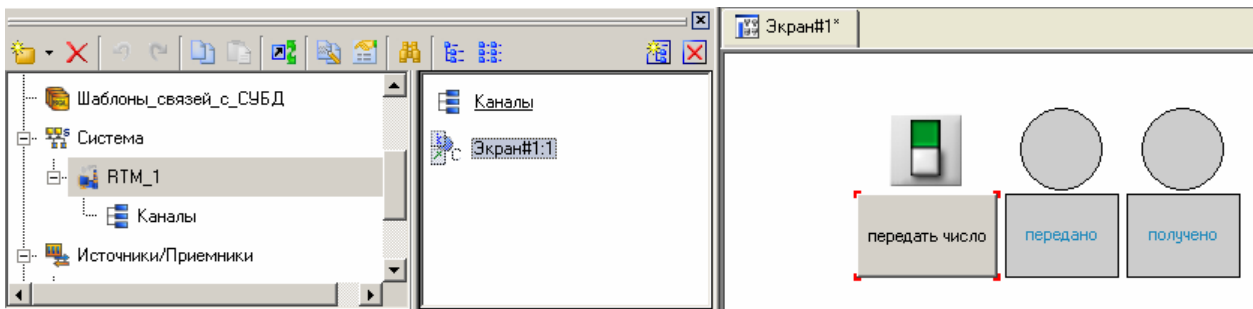 Шаблоны_связей_с_СУБД
Система
RTM_1
Каналы
Источники/Приемники
Каналы
Экран#1:1
Экран#1*
передать число
передано
получено